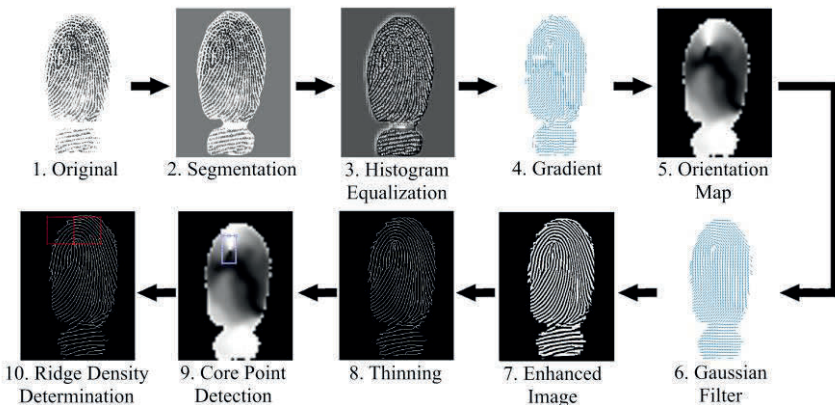 1. Original
2. Segmentation
3. Histogram
Equalization
4. Gradient
5. Orientation
Map
10. Ridge Density
Determination
9. Core Point
Detection
8. Thinning
7. Enhanced
Image
6. Gaussian
Filter